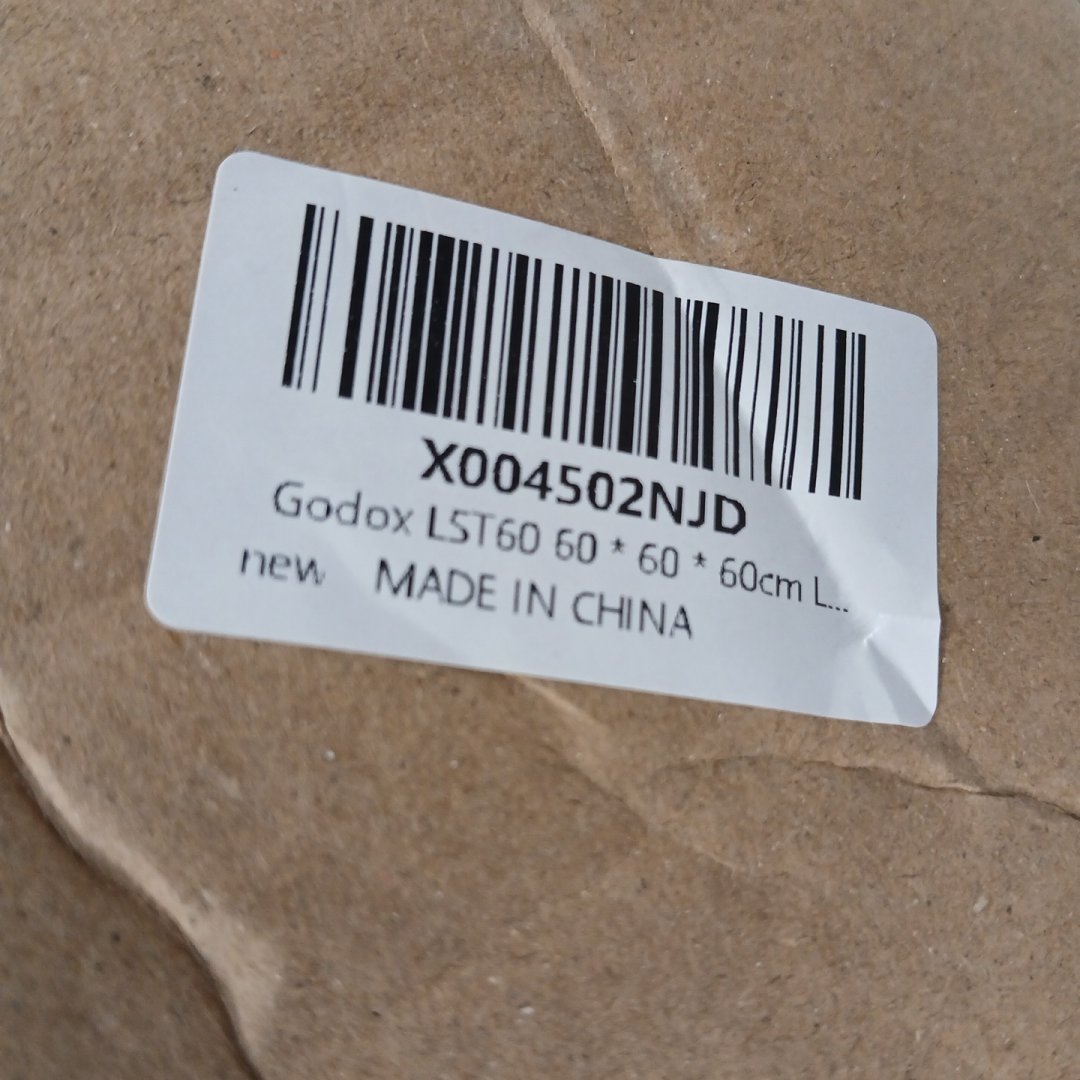 X004502NJD
Godox LST60 60 * 60 * 60cm L...
new MADE IN CHINA